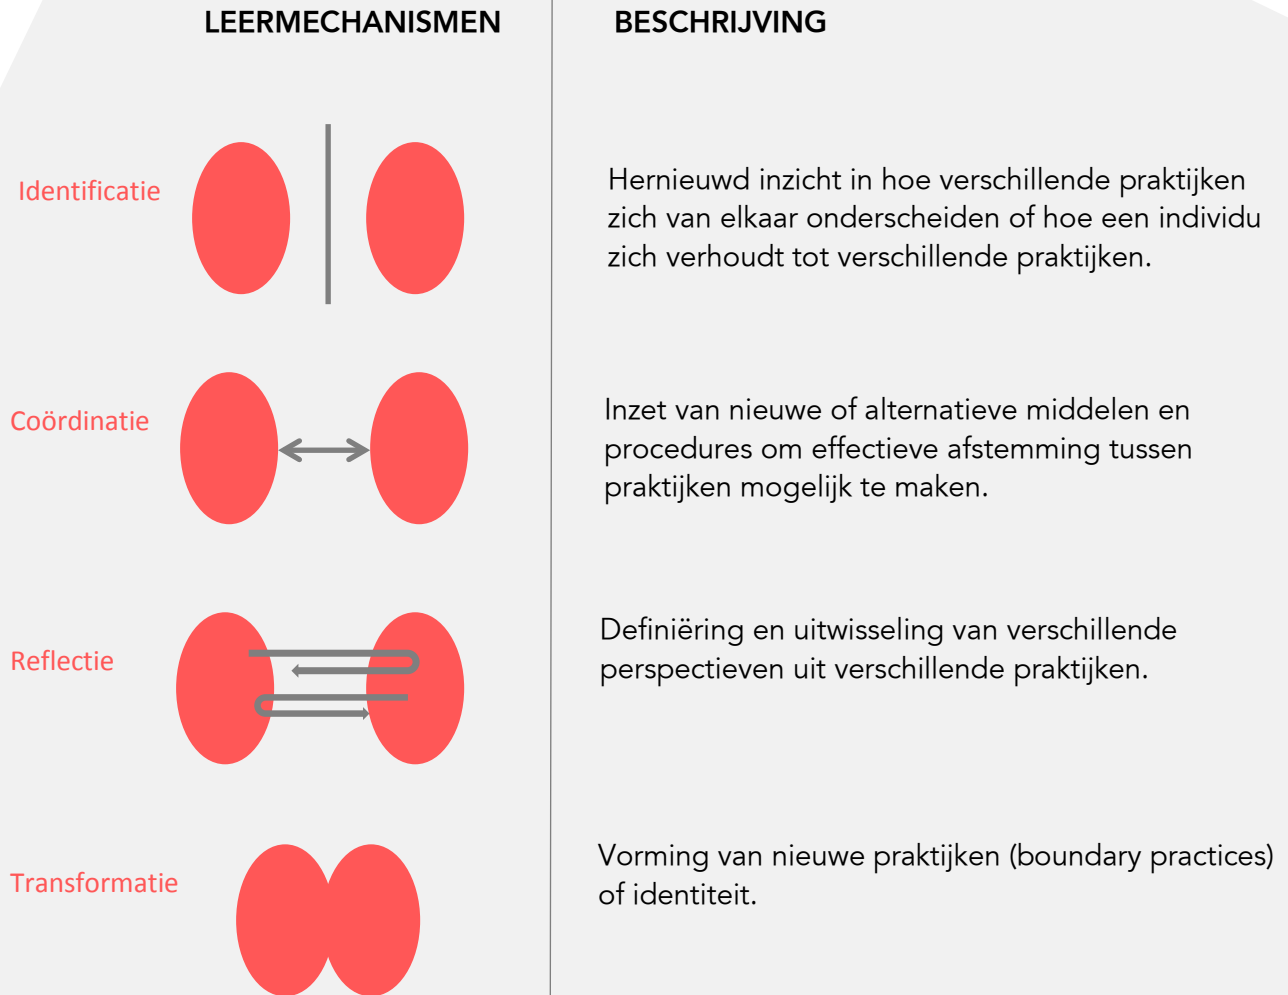 LEERMECHANISMEN
BESCHRIJVING
Identificatie
Hernieuwd inzicht in hoe verschillende praktijken
zich van elkaar onderscheiden of hoe een individu
zich verhoudt tot verschillende praktijken.
Coördinatie
Inzet van nieuwe of alternatieve middelen en
procedures om effectieve afstemming tussen
praktijken mogelijk te maken.
Reflectie
Definiëring en uitwisseling van verschillende
perspectieven uit verschillende praktijken.
Transformatie
Vorming van nieuwe praktijken (boundary practices)
of identiteit.